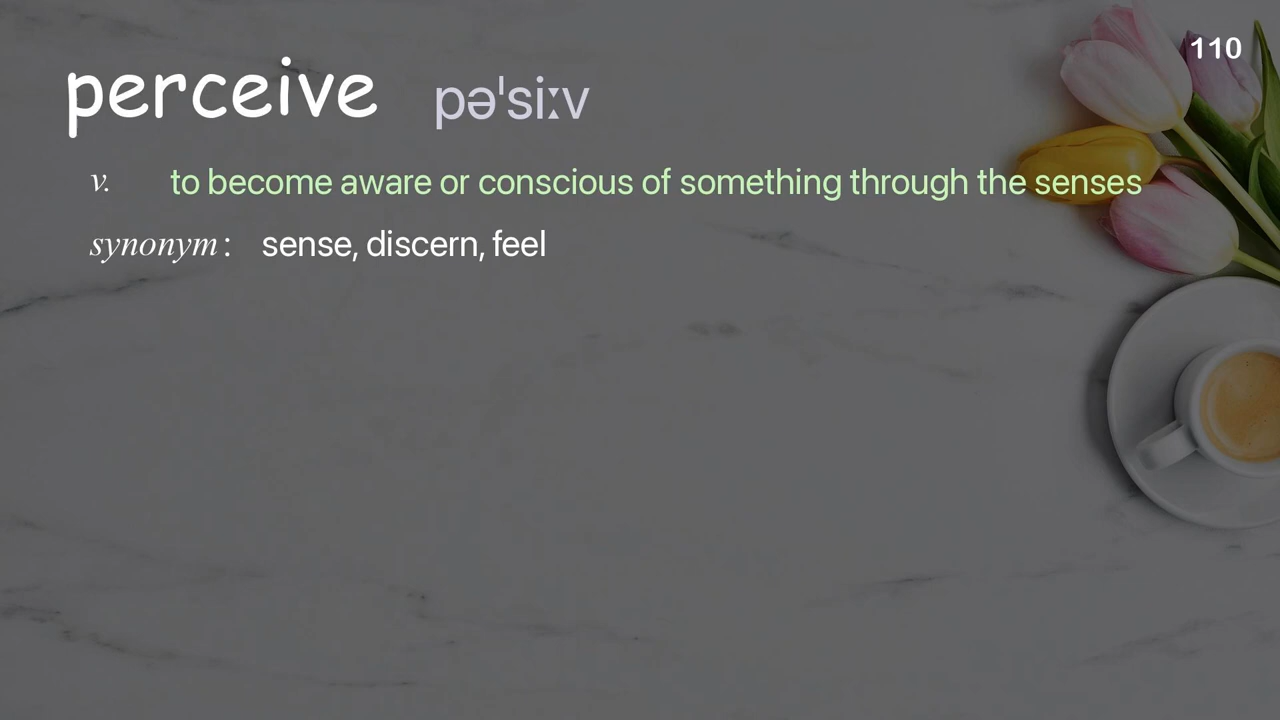 110
perceive pəˈsiːv
v. to become aware or conscious of something through the senses
synonym : sense, discern, feel